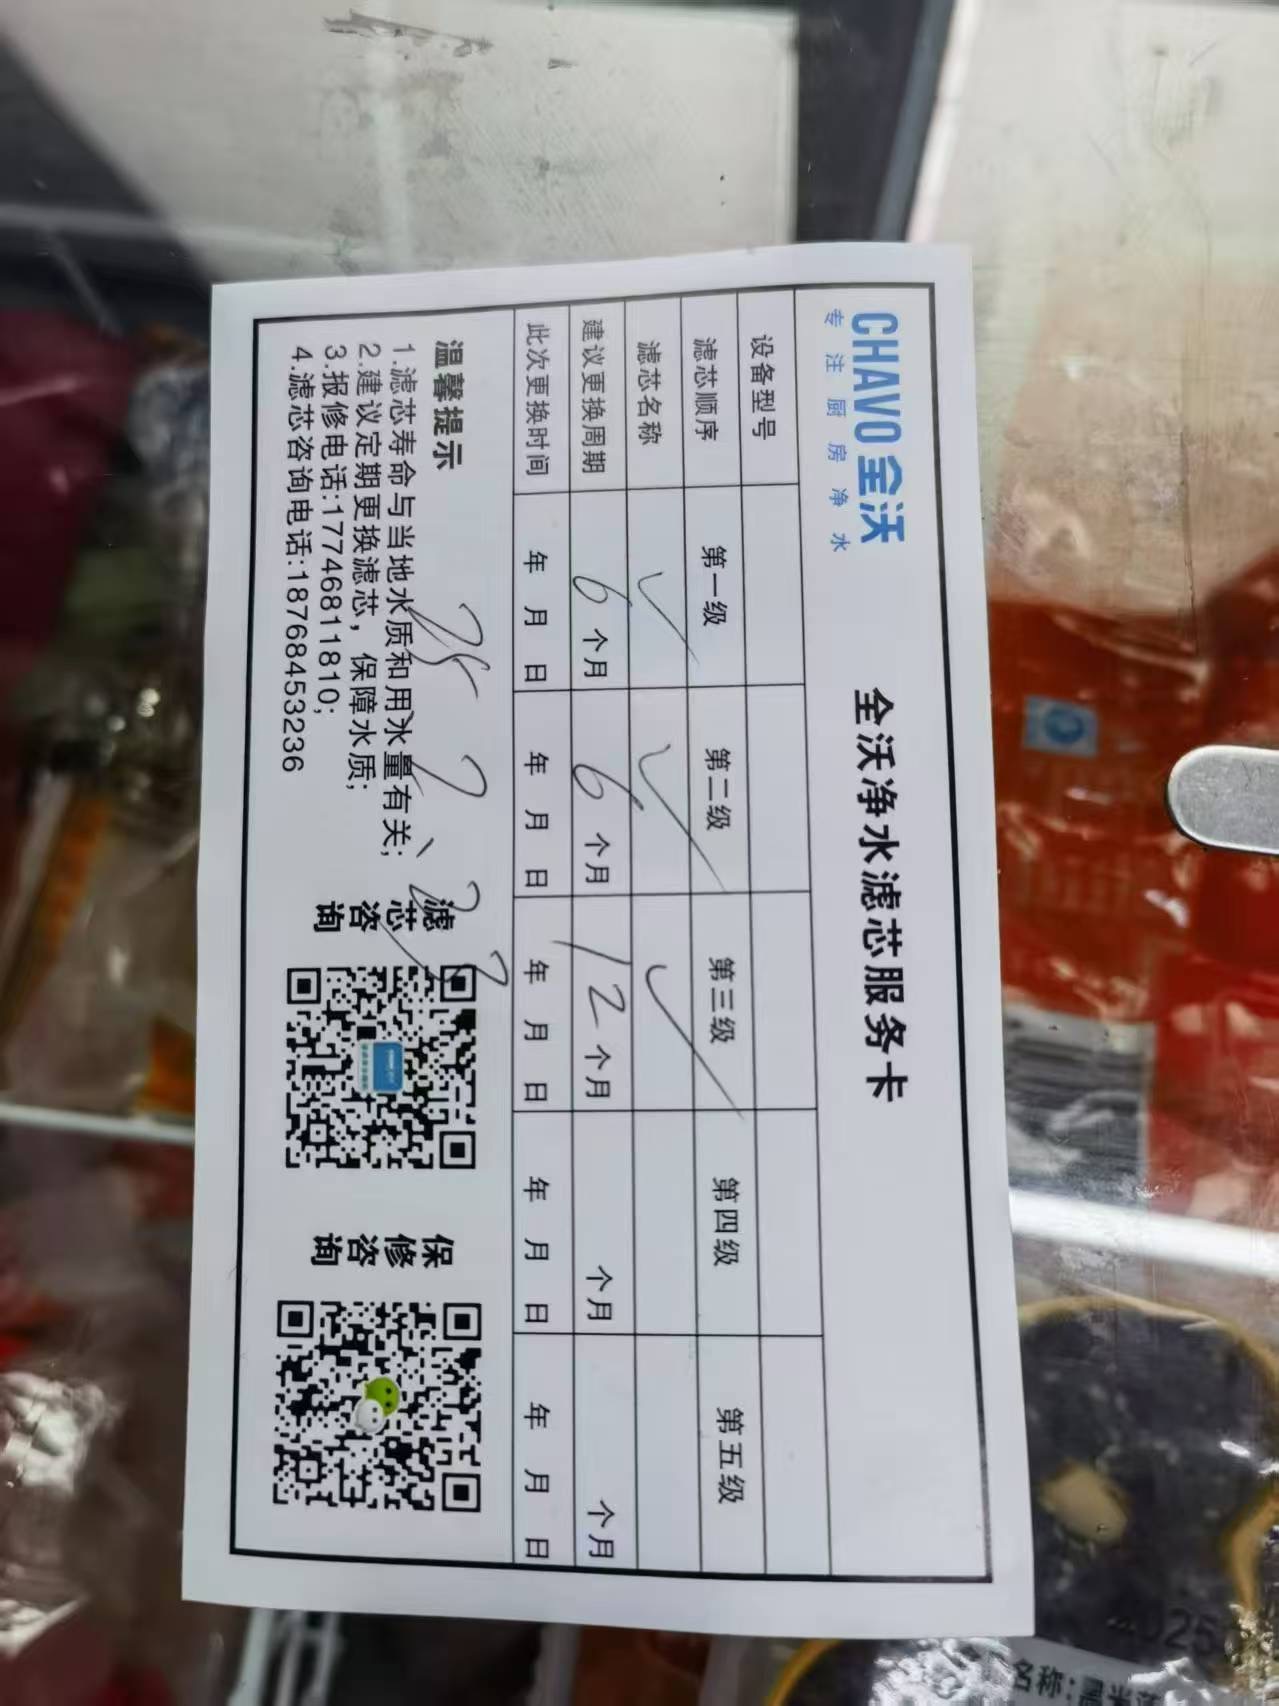 CHAVO 全沃
专注厨房净水
全沃净水滤芯服务卡
设备型号
滤芯顺序 第一级 第二级 第三级 第四级 第五级
滤芯名称 ✓ ✓ ✓
建议更换周期 6个月 6个月 12个月 个月 个月
此次更换时间 年 月 日 年 月 日 年 月 日 年 月 日 年 月 日
温馨提示
1.滤芯寿命与当地水质和用水量有关;
2.建议定期更换滤芯，保障水质;
3.报修电话:17746811810;
4.滤芯咨询电话:18768453236
25
滤芯咨询
保修咨询
025
名称: